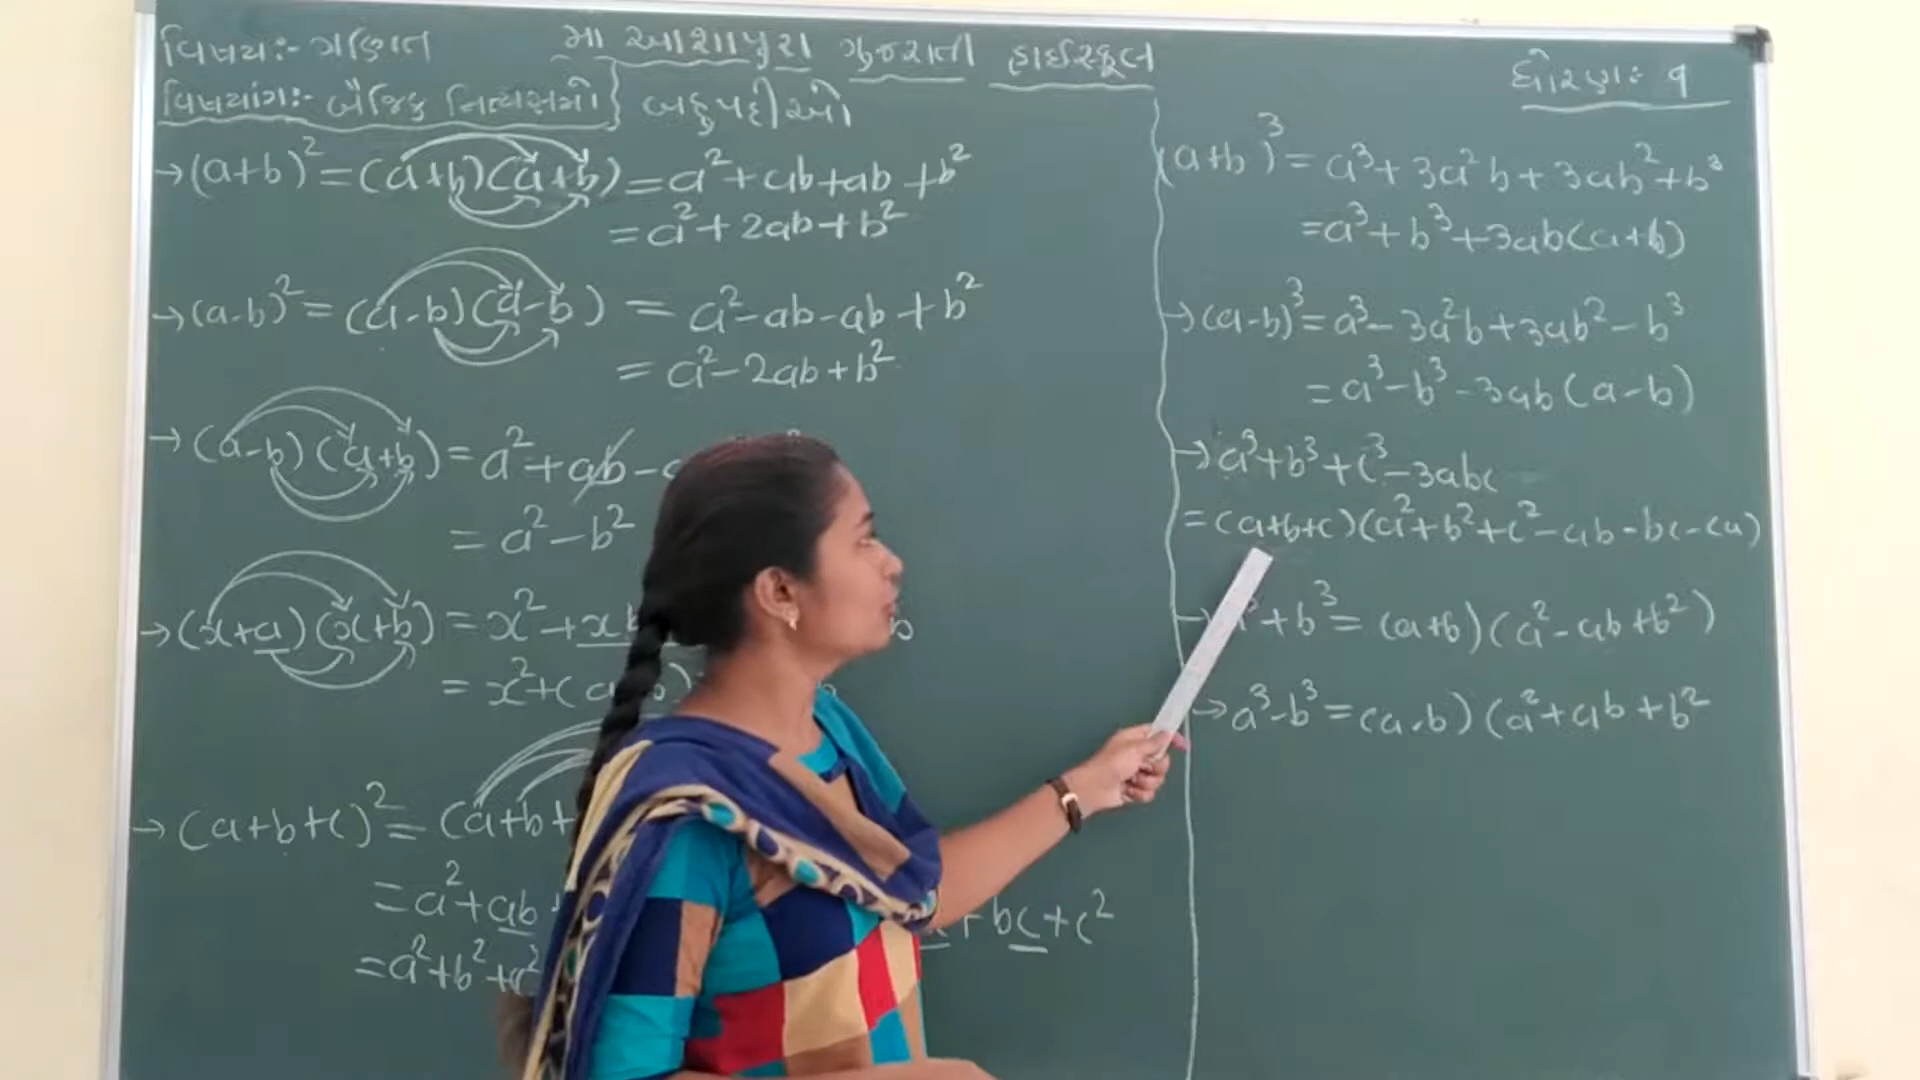 વિષય:- ગણિત
મા આશાપુરા ગુજરાતી હાઈસ્કૂલ
ધોરણ: ૧
વિષયાંગ:- બૈજિક નિત્યસમો} બહુપદીઓ
→ (a+b)² = (a+b)(a+b) = a²+ab+ab+b²
= a²+2ab+b²
→ (a-b)² = (a-b)(a-b) = a²-ab-ab+b²
= a²-2ab+b²
→ (a-b)(a+b) = a²+ab-
= a²-b²
→ (x+a)(x+b) = x²+x
= x²+(a
→ (a+b+c)² = (a+b+
= a²+ab + bc+c²
= a²+b²+c²
(a+b)³ = a³+3a²b+3ab²+b³
= a³+b³+3ab(a+b)
→ (a-b)³ = a³-3a²b+3ab²-b³
= a³-b³-3ab(a-b)
→ a³+b³+c³-3abc
= (a+b+c)(a²+b²+c²-ab-bc-ca)
→ +b³ = (a+b)(a²-ab+b²)
→ a³-b³ = (a-b)(a²+ab+b²